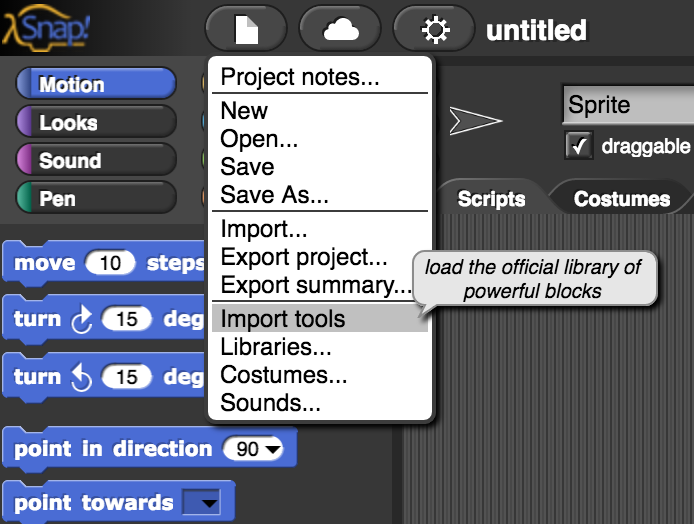 λSnap!
untitled
Motion
Looks
Sound
Pen
Project notes...
New
Open...
Save
Save As...
Import...
Export project...
Export summary...
Import tools
Libraries...
Costumes...
Sounds...
load the official library of
powerful blocks
Sprite
draggable
Scripts
Costumes
move 10 steps
turn 15 deg
turn 15 deg
point in direction 90
point towards